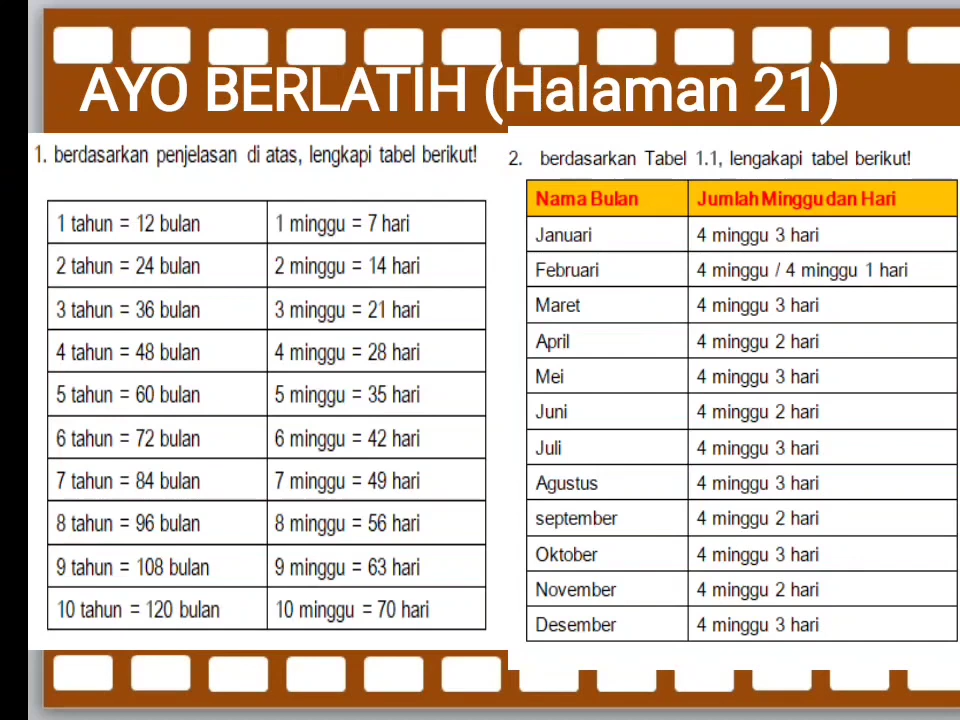 AYO BERLATIH (Halaman 21)
1. berdasarkan penjelasan di atas, lengkapi tabel berikut!
1 tahun = 12 bulan 1 minggu = 7 hari
2 tahun = 24 bulan 2 minggu = 14 hari
3 tahun = 36 bulan 3 minggu = 21 hari
4 tahun = 48 bulan 4 minggu = 28 hari
5 tahun = 60 bulan 5 minggu = 35 hari
6 tahun = 72 bulan 6 minggu = 42 hari
7 tahun = 84 bulan 7 minggu = 49 hari
8 tahun = 96 bulan 8 minggu = 56 hari
9 tahun = 108 bulan 9 minggu = 63 hari
10 tahun = 120 bulan 10 minggu = 70 hari
2. berdasarkan Tabel 1.1, lengakapi tabel berikut!
Nama Bulan Jumlah Minggu dan Hari
Januari 4 minggu 3 hari
Februari 4 minggu / 4 minggu 1 hari
Maret 4 minggu 3 hari
April 4 minggu 2 hari
Mei 4 minggu 3 hari
Juni 4 minggu 2 hari
Juli 4 minggu 3 hari
Agustus 4 minggu 3 hari
september 4 minggu 2 hari
Oktober 4 minggu 3 hari
November 4 minggu 2 hari
Desember 4 minggu 3 hari